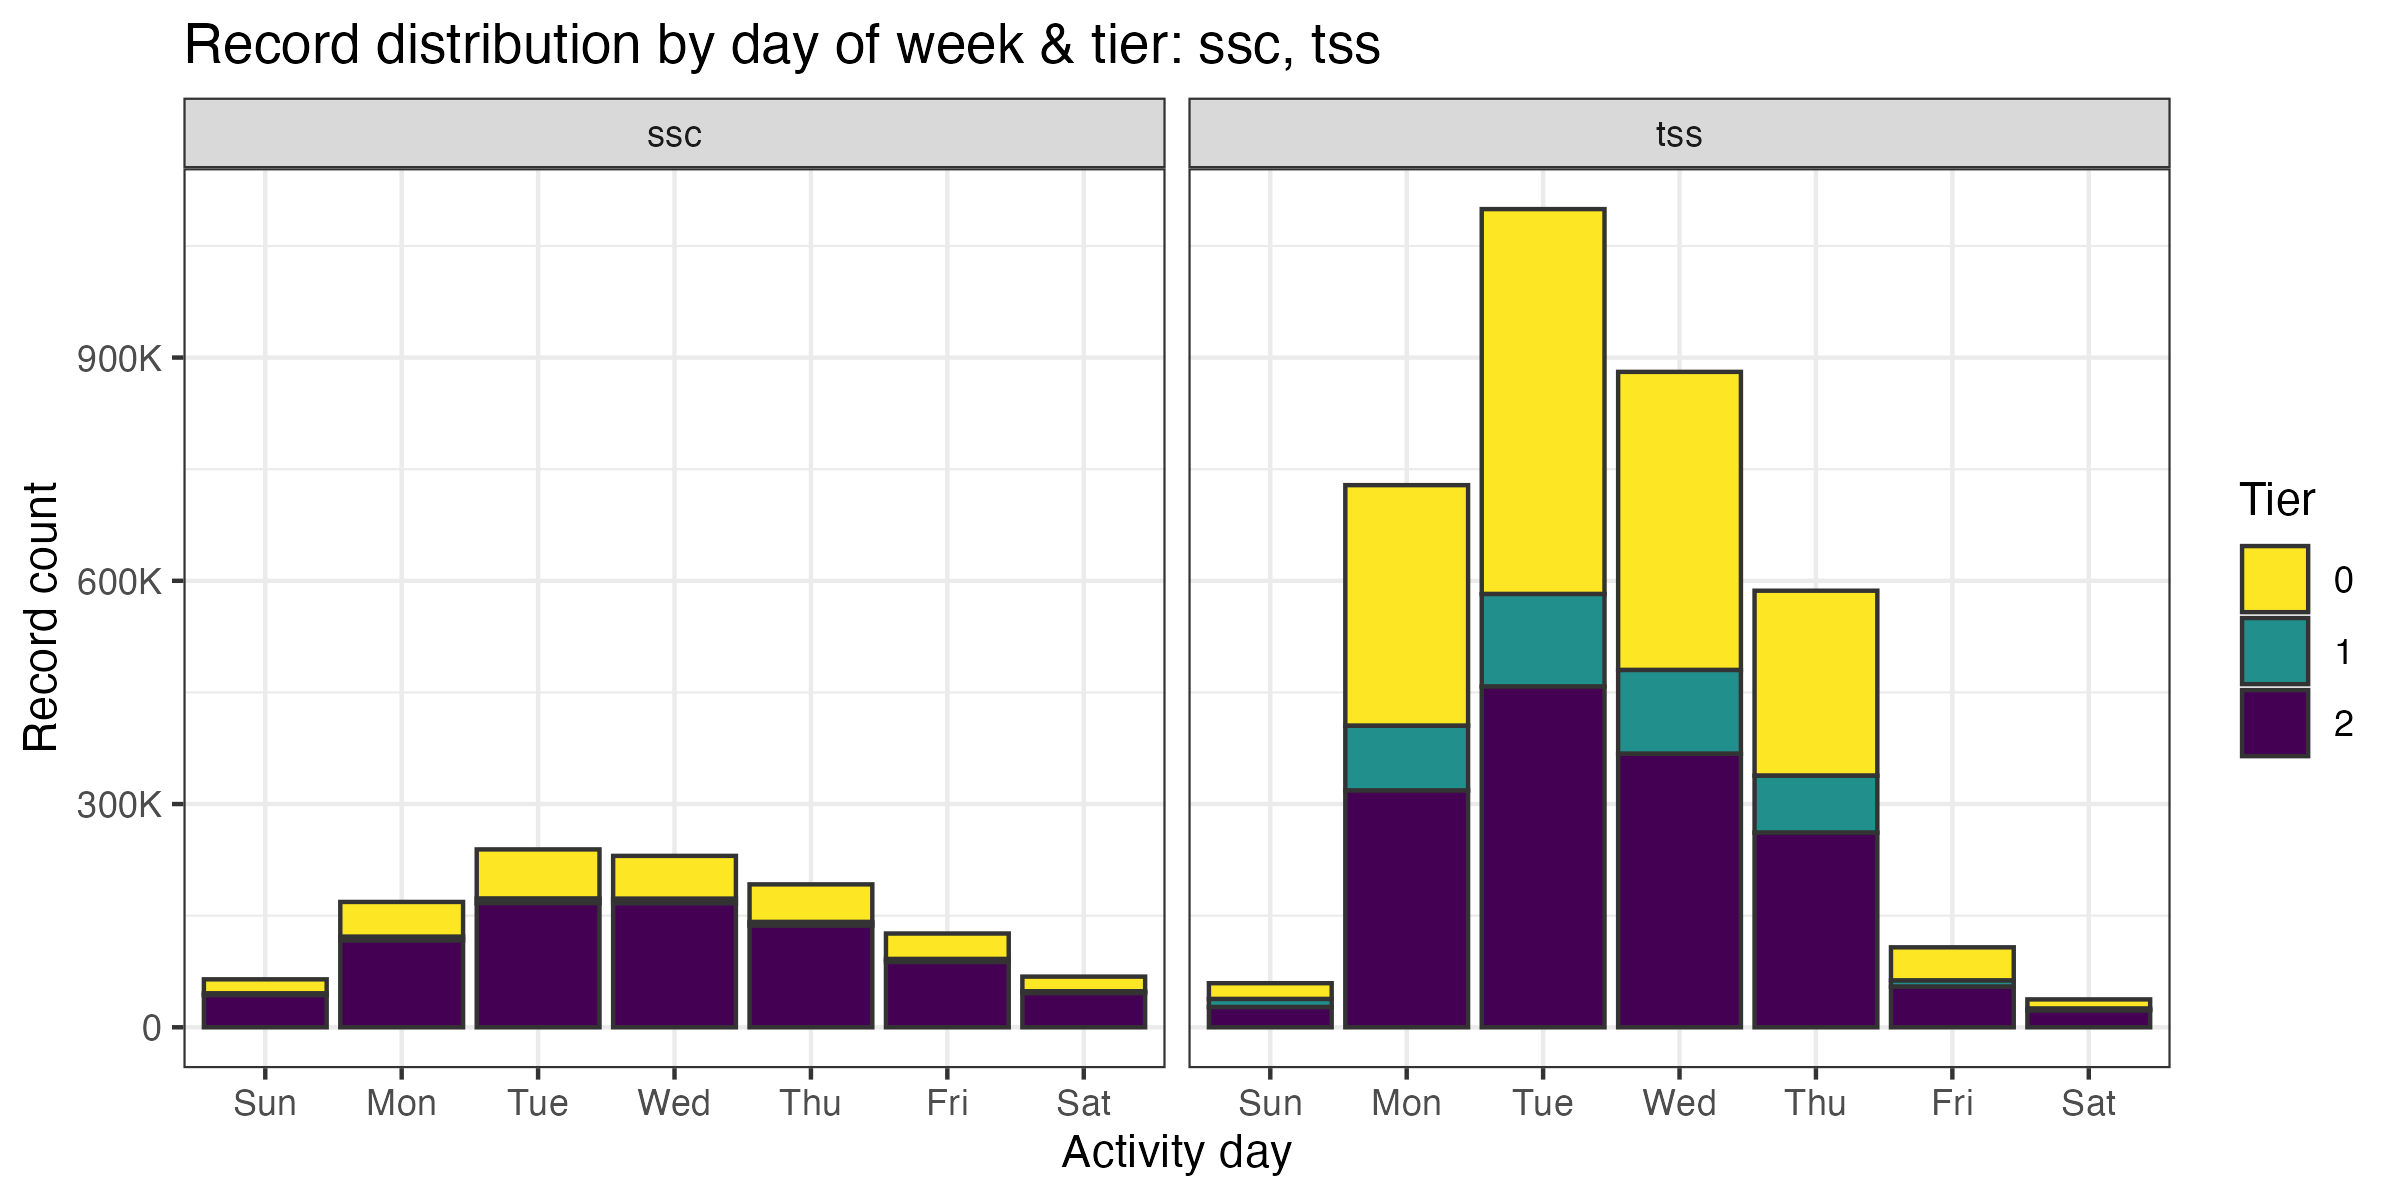 Record distribution by day of week & tier: ssc, tss
ssc
tss
Record count
900K
600K
300K
0
Sun Mon Tue Wed Thu Fri Sat
Sun Mon Tue Wed Thu Fri Sat
Activity day
Tier
0
1
2